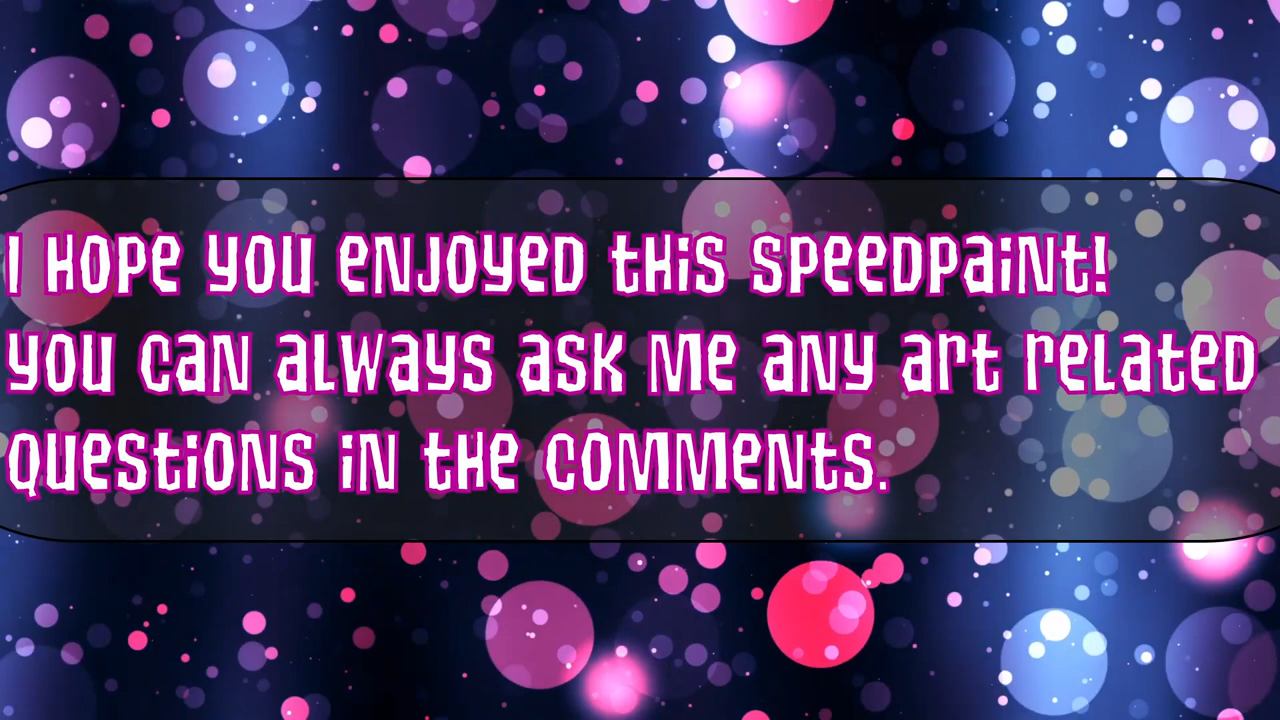 I hope you enjoyed this speedpaint!
You can always ask me any art related
questions in the comments.